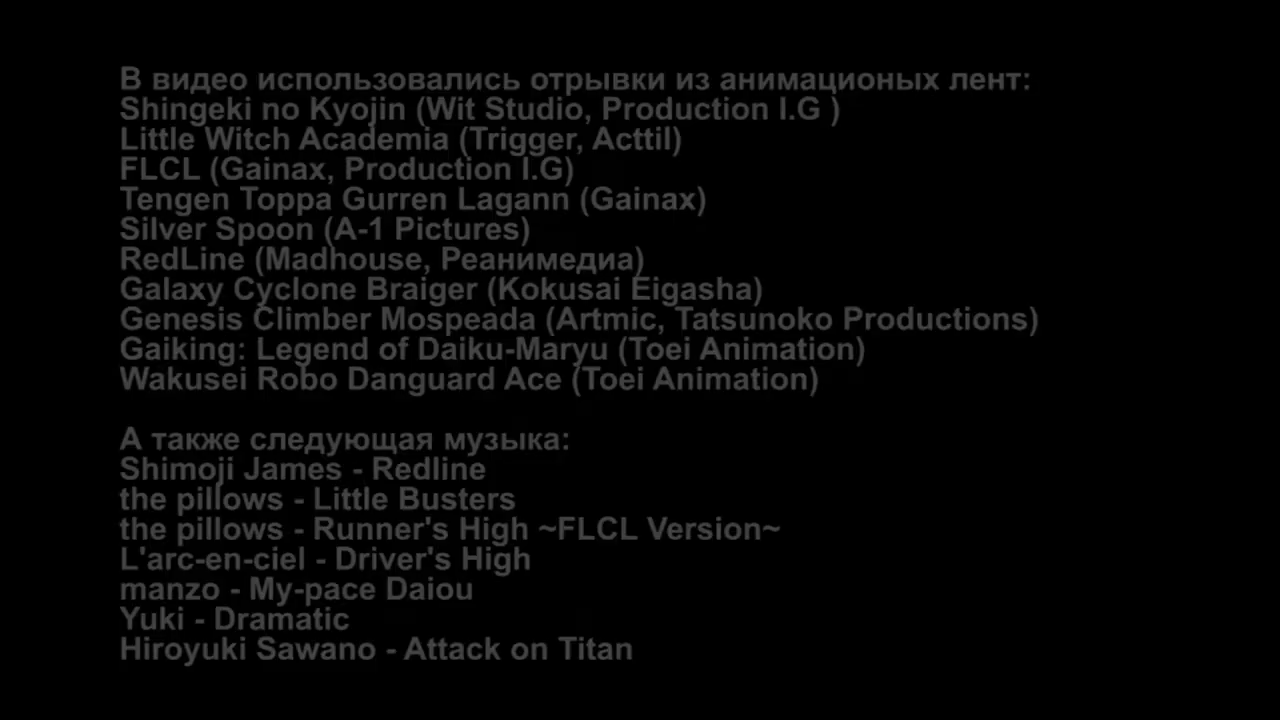 В видео использовались отрывки из анимационых лент:
Shingeki no Kyojin (Wit Studio, Production I.G )
Little Witch Academia (Trigger, Acttil)
FLCL (Gainax, Production I.G)
Tengen Toppa Gurren Lagann (Gainax)
Silver Spoon (A-1 Pictures)
RedLine (Madhouse, Реанимедиа)
Galaxy Cyclone Braiger (Kokusai Eigasha)
Genesis Climber Mospeada (Artmic, Tatsunoko Productions)
Gaiking: Legend of Daiku-Maryu (Toei Animation)
Wakusei Robo Danguard Ace (Toei Animation)

А также следующая музыка:
Shimoji James - Redline
the pillows - Little Busters
the pillows - Runner's High ~FLCL Version~
L'arc-en-ciel - Driver's High
manzo - My-pace Daiou
Yuki - Dramatic
Hiroyuki Sawano - Attack on Titan